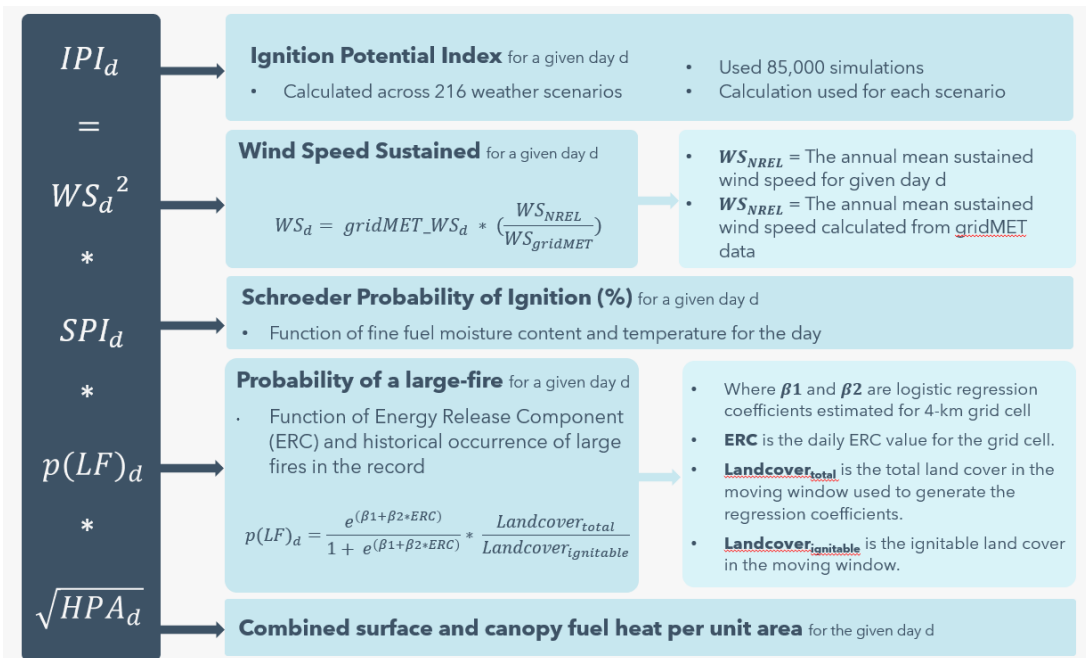 IPI_d
=
WS_d^2
*
SPI_d
*
p(LF)_d
*
√HPA_d
Ignition Potential Index for a given day d
• Calculated across 216 weather scenarios
• Used 85,000 simulations
• Calculation used for each scenario
Wind Speed Sustained for a given day d
WS_d = gridMET_WS_d * (WS_NREL / WS_gridMET)
• WS_NREL = The annual mean sustained
wind speed for given day d
• WS_NREL = The annual mean sustained
wind speed calculated from gridMET
data
Schroeder Probability of Ignition (%) for a given day d
• Function of fine fuel moisture content and temperature for the day
Probability of a large-fire for a given day d
· Function of Energy Release Component
(ERC) and historical occurrence of large
fires in the record
p(LF)_d = e^(β1+β2*ERC) / 1 + e^(β1+β2*ERC) * Landcover_total / Landcover_ignitable
• Where β1 and β2 are logistic regression
coefficients estimated for 4-km grid cell
• ERC is the daily ERC value for the grid cell.
• Landcover_total is the total land cover in the
moving window used to generate the
regression coefficients.
• Landcover_ignitable is the ignitable land cover
in the moving window.
Combined surface and canopy fuel heat per unit area for the given day d